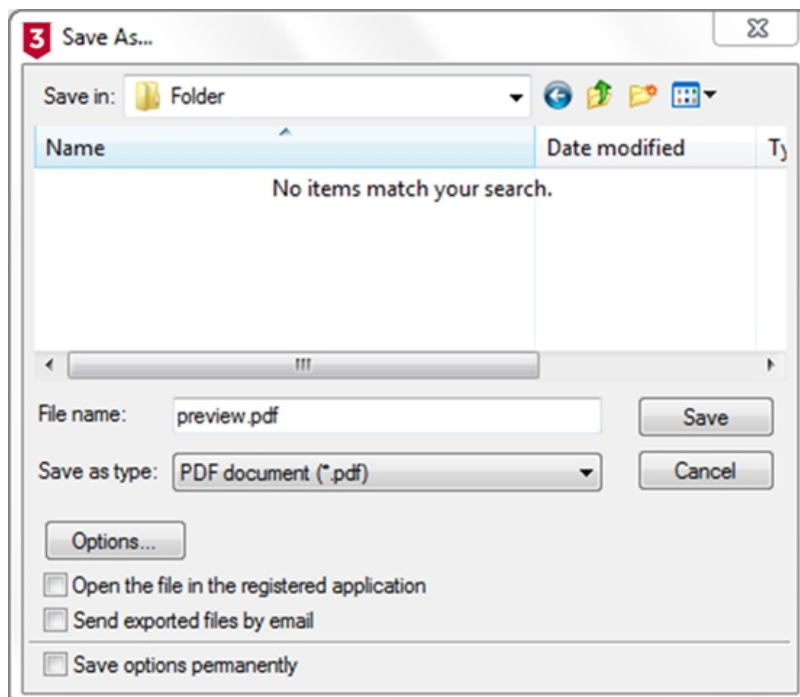 3 Save As...
Save in: Folder
Name Date modified Ty
No items match your search.
File name: preview.pdf Save
Save as type: PDF document (*.pdf) Cancel
Options...
Open the file in the registered application
Send exported files by email
Save options permanently